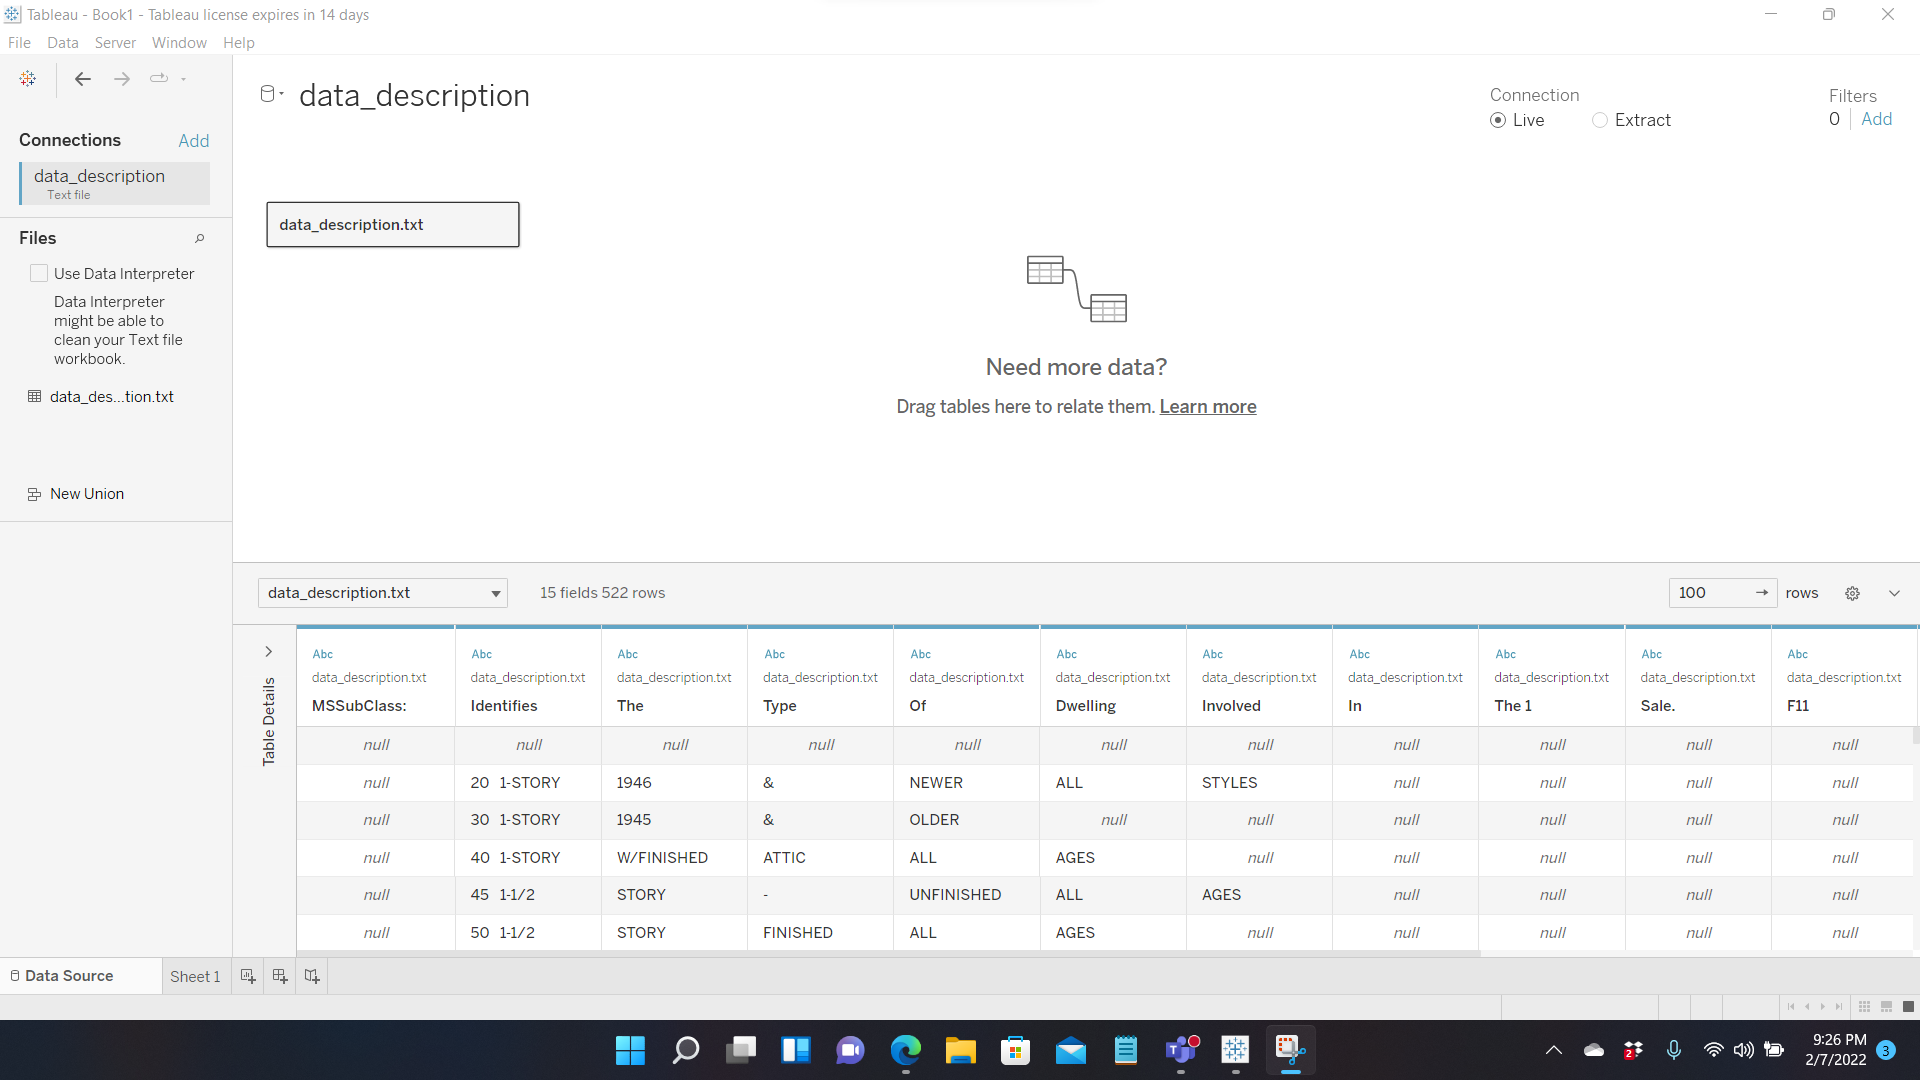 Tableau - Book1 - Tableau license expires in 14 days
File Data Server Window Help
Connections Add
data_description
Text file
Files
Use Data Interpreter
Data Interpreter
might be able to
clean your Text file
workbook.
data_des...tion.txt
New Union
data_description
Connection
Live Extract
Filters
0 Add
data_description.txt
Need more data?
Drag tables here to relate them. Learn more
data_description.txt 15 fields 522 rows 100 → rows
Table Details
Abc Abc Abc Abc Abc Abc Abc Abc Abc Abc Abc
data_description.txt data_description.txt data_description.txt data_description.txt data_description.txt data_description.txt data_description.txt data_description.txt data_description.txt data_description.txt data_description.txt
MSSubClass: Identifies The Type Of Dwelling Involved In The 1 Sale. F11
null null null null null null null null null null null
null 20 1-STORY 1946 & NEWER ALL STYLES null null null null
null 30 1-STORY 1945 & OLDER null null null null null null
null 40 1-STORY W/FINISHED ATTIC ALL AGES null null null null null
null 45 1-1/2 STORY - UNFINISHED ALL AGES null null null null
null 50 1-1/2 STORY FINISHED ALL AGES null null null null null
Data Source Sheet 1
9:26 PM
2/7/2022
3
2